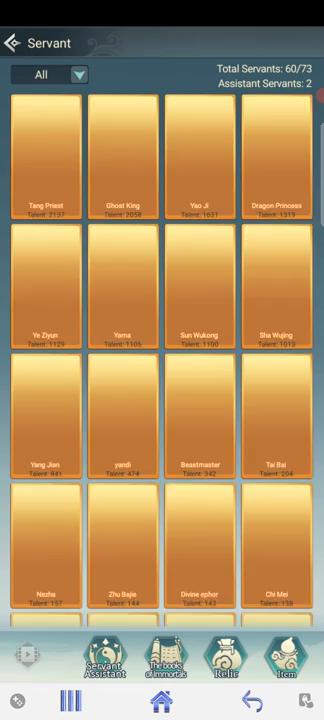 Servant
All
Total Servants: 60/73
Assistant Servants: 2
Tang Priest
Talent: 2137
Ghost King
Talent: 2058
Yao Ji
Talent: 1631
Dragon Princess
Talent: 1319
Ye Ziyun
Talent: 1129
Yama
Talent: 1106
Sun Wukong
Talent: 1100
Sha Wujing
Talent: 1013
Yang Jian
Talent: 841
yandi
Talent: 474
Beastmaster
Talent: 342
Tai Bai
Talent: 204
Nezha
Talent: 157
Zhu Bajie
Talent: 144
Divine ephor
Talent: 143
Chi Mei
Talent: 138
Servant
Assistant
The books
of Immortals
Relic
Item